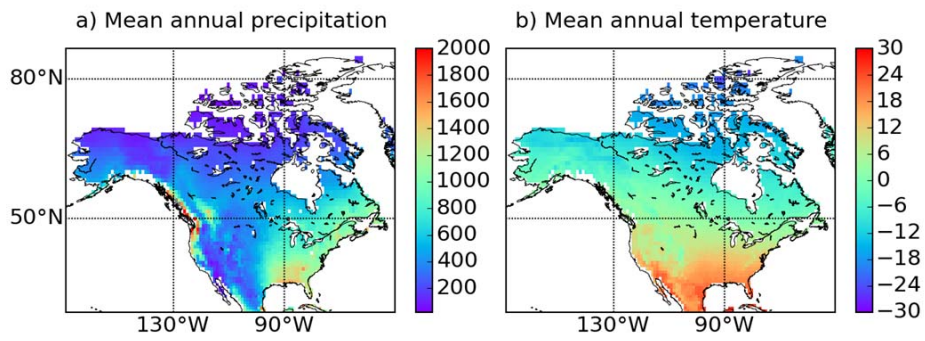 a) Mean annual precipitation
b) Mean annual temperature
80°N
50°N
130°W
90°W
2000
1800
1600
1400
1200
1000
800
600
400
200
130°W
90°W
30
24
18
12
6
0
−6
−12
−18
−24
−30